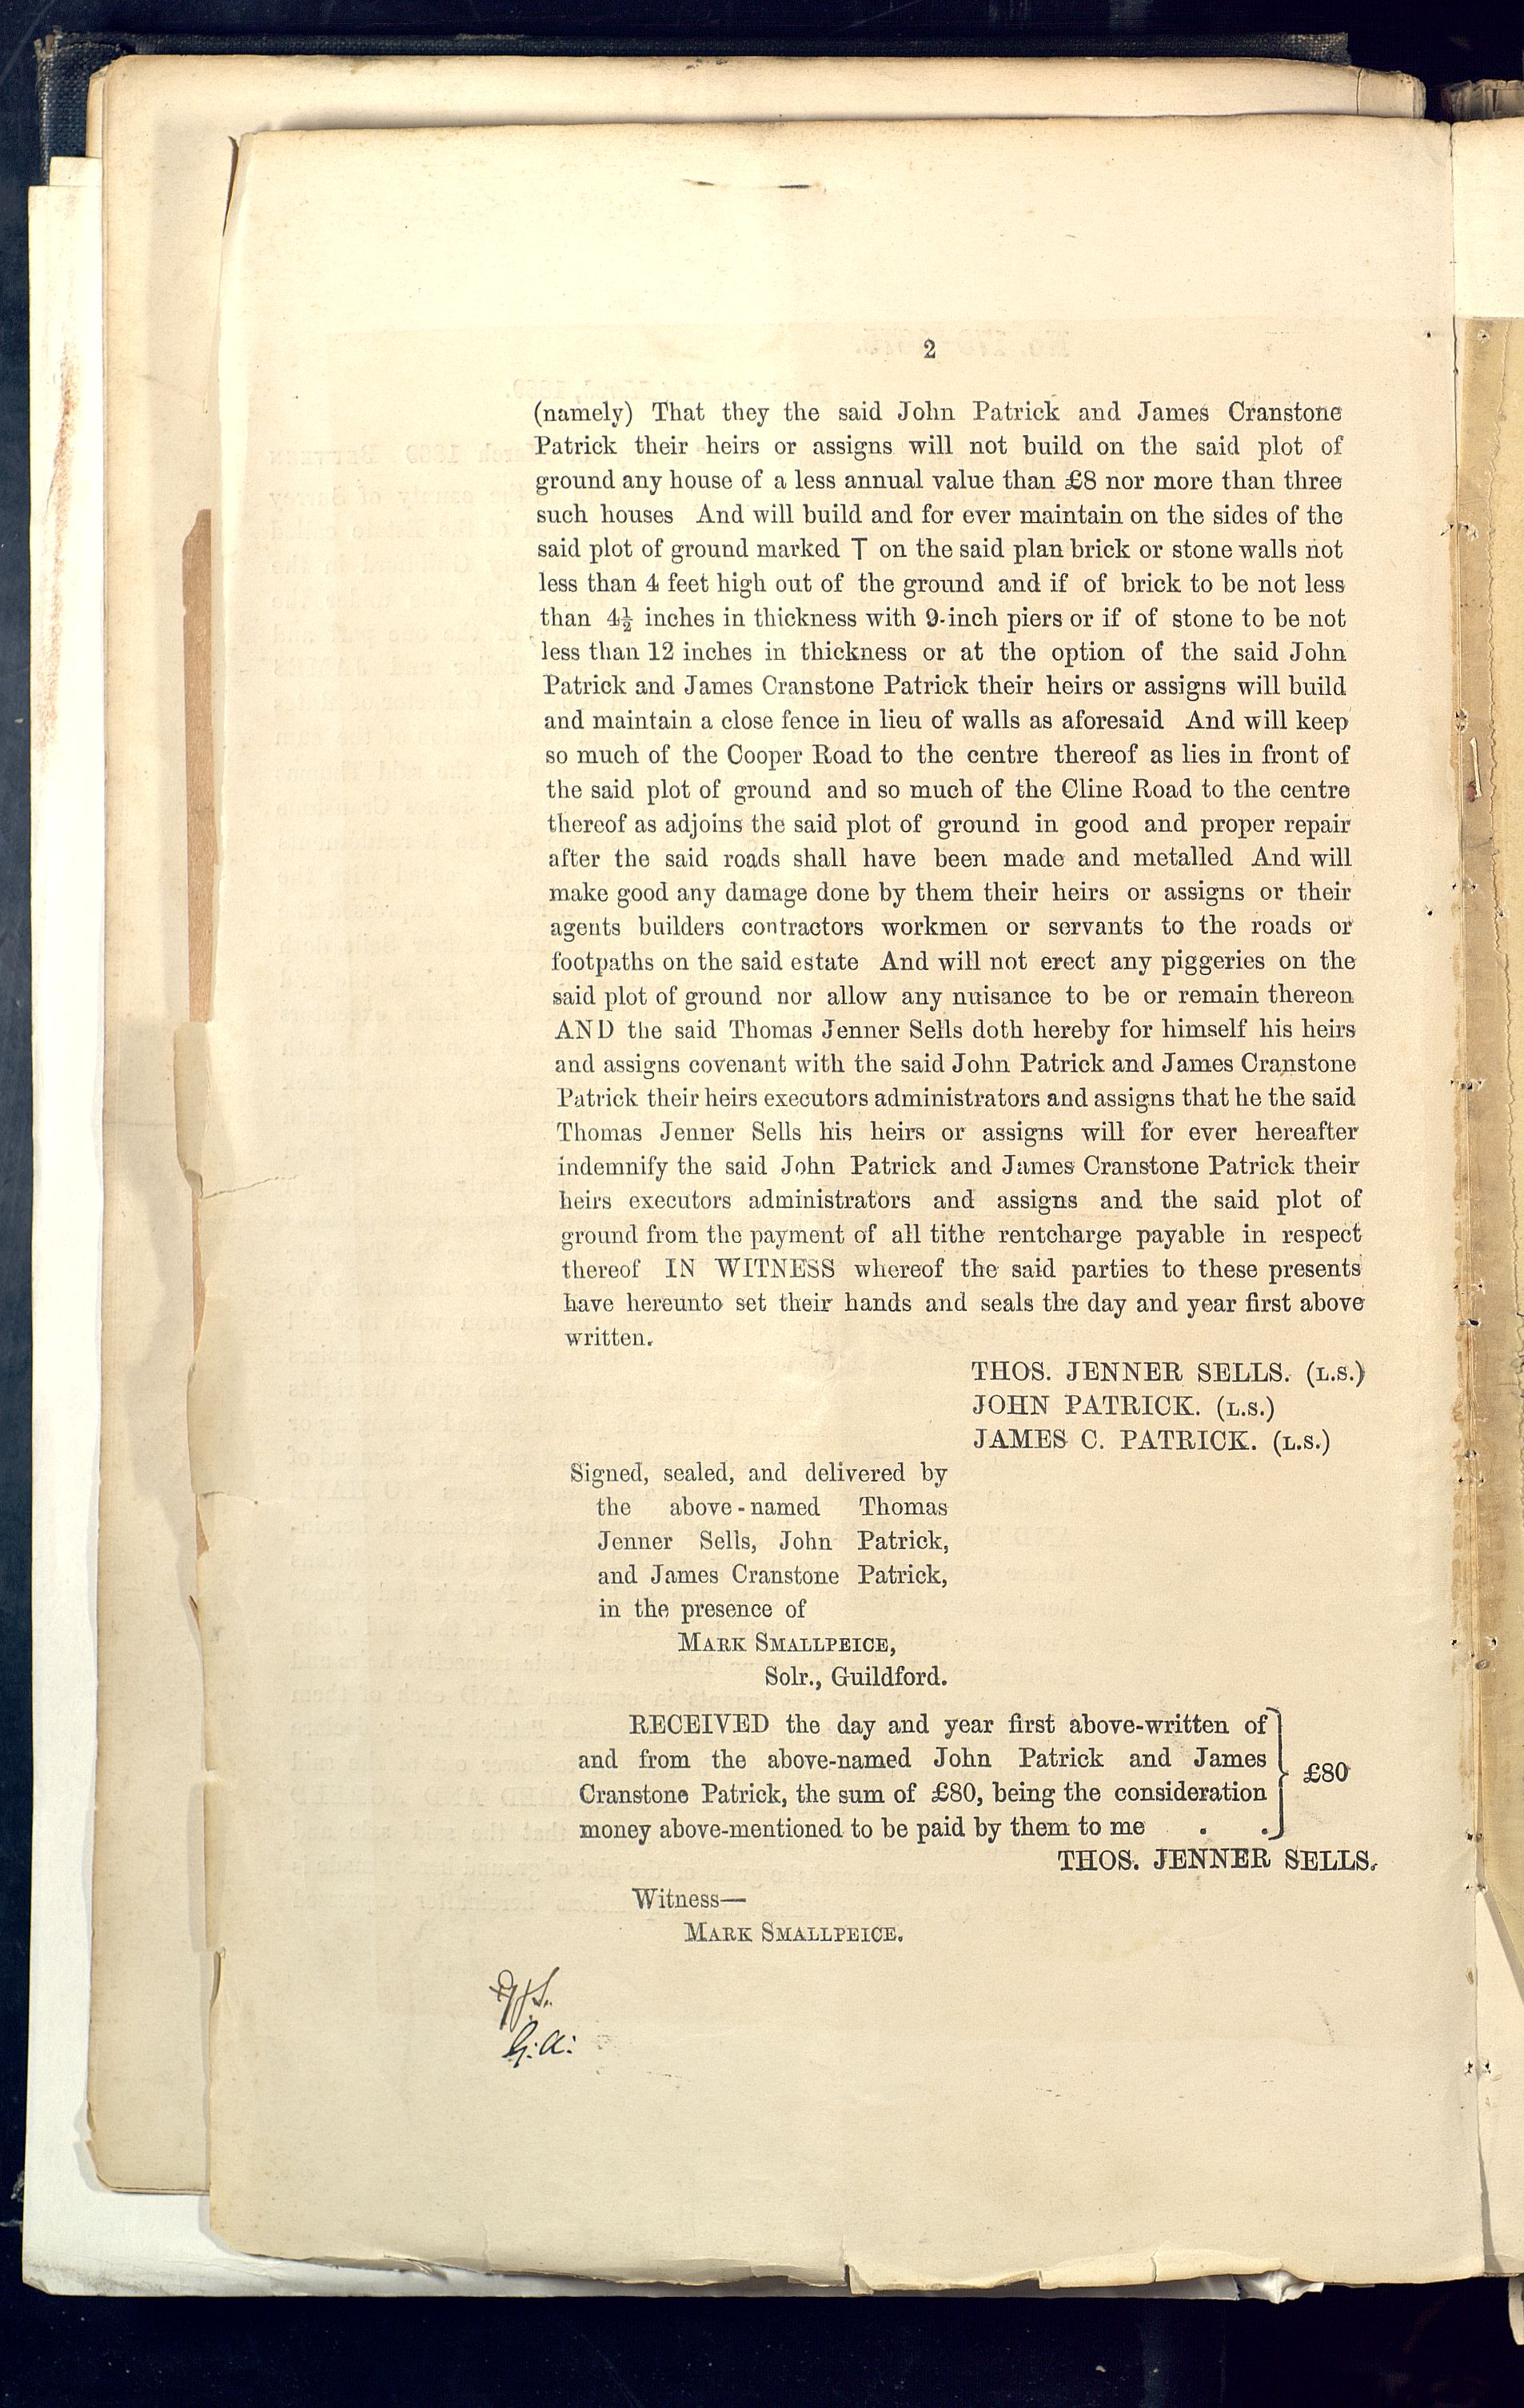 2
(namely) That they the said John Patrick and James Cranstone
Patrick their heirs or assigns will not build on the said plot of
ground any house of a less annual value than £8 nor more than three
such houses And will build and for ever maintain on the sides of the
said plot of ground marked T on the said plan brick or stone walls not
less than 4 feet high out of the ground and if of brick to be not less
than 4½ inches in thickness with 9-inch piers or if of stone to be not
less than 12 inches in thickness or at the option of the said John
Patrick and James Cranstone Patrick their heirs or assigns will build
and maintain a close fence in lieu of walls as aforesaid And will keep
so much of the Cooper Road to the centre thereof as lies in front of
the said plot of ground and so much of the Cline Road to the centre
thereof as adjoins the said plot of ground in good and proper repair
after the said roads shall have been made and metalled And will
make good any damage done by them their heirs or assigns or their
agents builders contractors workmen or servants to the roads or
footpaths on the said estate And will not erect any piggeries on the
said plot of ground nor allow any nuisance to be or remain thereon
AND the said Thomas Jenner Sells doth hereby for himself his heirs
and assigns covenant with the said John Patrick and James Cranstone
Patrick their heirs executors administrators and assigns that he the said
Thomas Jenner Sells his heirs or assigns will for ever hereafter
indemnify the said John Patrick and James Cranstone Patrick their
heirs executors administrators and assigns and the said plot of
ground from the payment of all tithe rentcharge payable in respect
thereof IN WITNESS whereof the said parties to these presents
have hereunto set their hands and seals the day and year first above
written.
THOS. JENNER SELLS. (L.S.)
JOHN PATRICK. (L.S.)
JAMES C. PATRICK. (L.S.)
Signed, sealed, and delivered by
the above-named Thomas
Jenner Sells, John Patrick,
and James Cranstone Patrick,
in the presence of
MARK SMALLPEICE,
Solr., Guildford.
RECEIVED the day and year first above-written of
and from the above-named John Patrick and James
Cranstone Patrick, the sum of £80, being the consideration
money above-mentioned to be paid by them to me . .
£80
THOS. JENNER SELLS.
Witness—
MARK SMALLPEICE.
G.A: